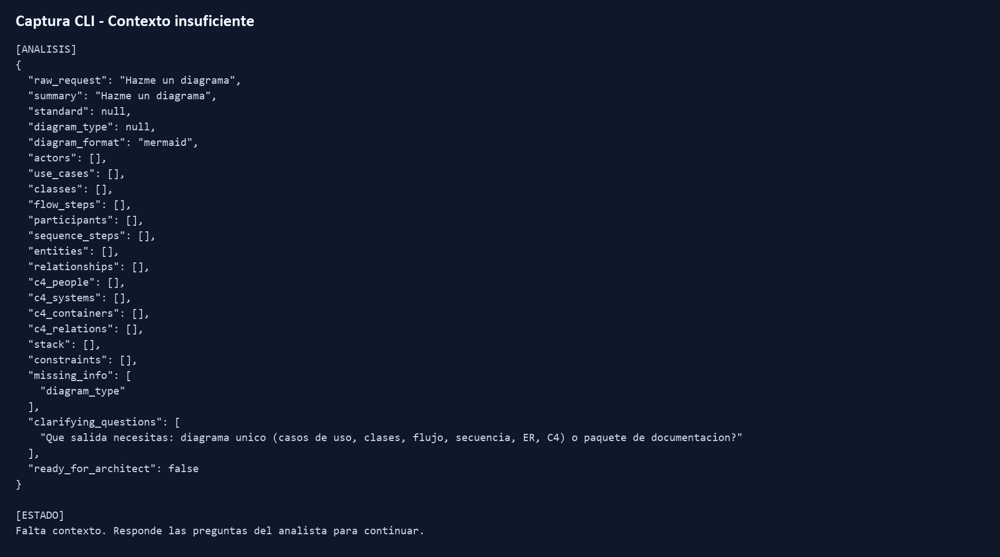 Captura CLI - Contexto insuficiente
[ANALISIS]
{
  "raw_request": "Hazme un diagrama",
  "summary": "Hazme un diagrama",
  "standard": null,
  "diagram_type": null,
  "diagram_format": "mermaid",
  "actors": [],
  "use_cases": [],
  "classes": [],
  "flow_steps": [],
  "participants": [],
  "sequence_steps": [],
  "entities": [],
  "relationships": [],
  "c4_people": [],
  "c4_systems": [],
  "c4_containers": [],
  "c4_relations": [],
  "stack": [],
  "constraints": [],
  "missing_info": [
    "diagram_type"
  ],
  "clarifying_questions": [
    "Que salida necesitas: diagrama unico (casos de uso, clases, flujo, secuencia, ER, C4) o paquete de documentacion?"
  ],
  "ready_for_architect": false
}
[ESTADO]
Falta contexto. Responde las preguntas del analista para continuar.